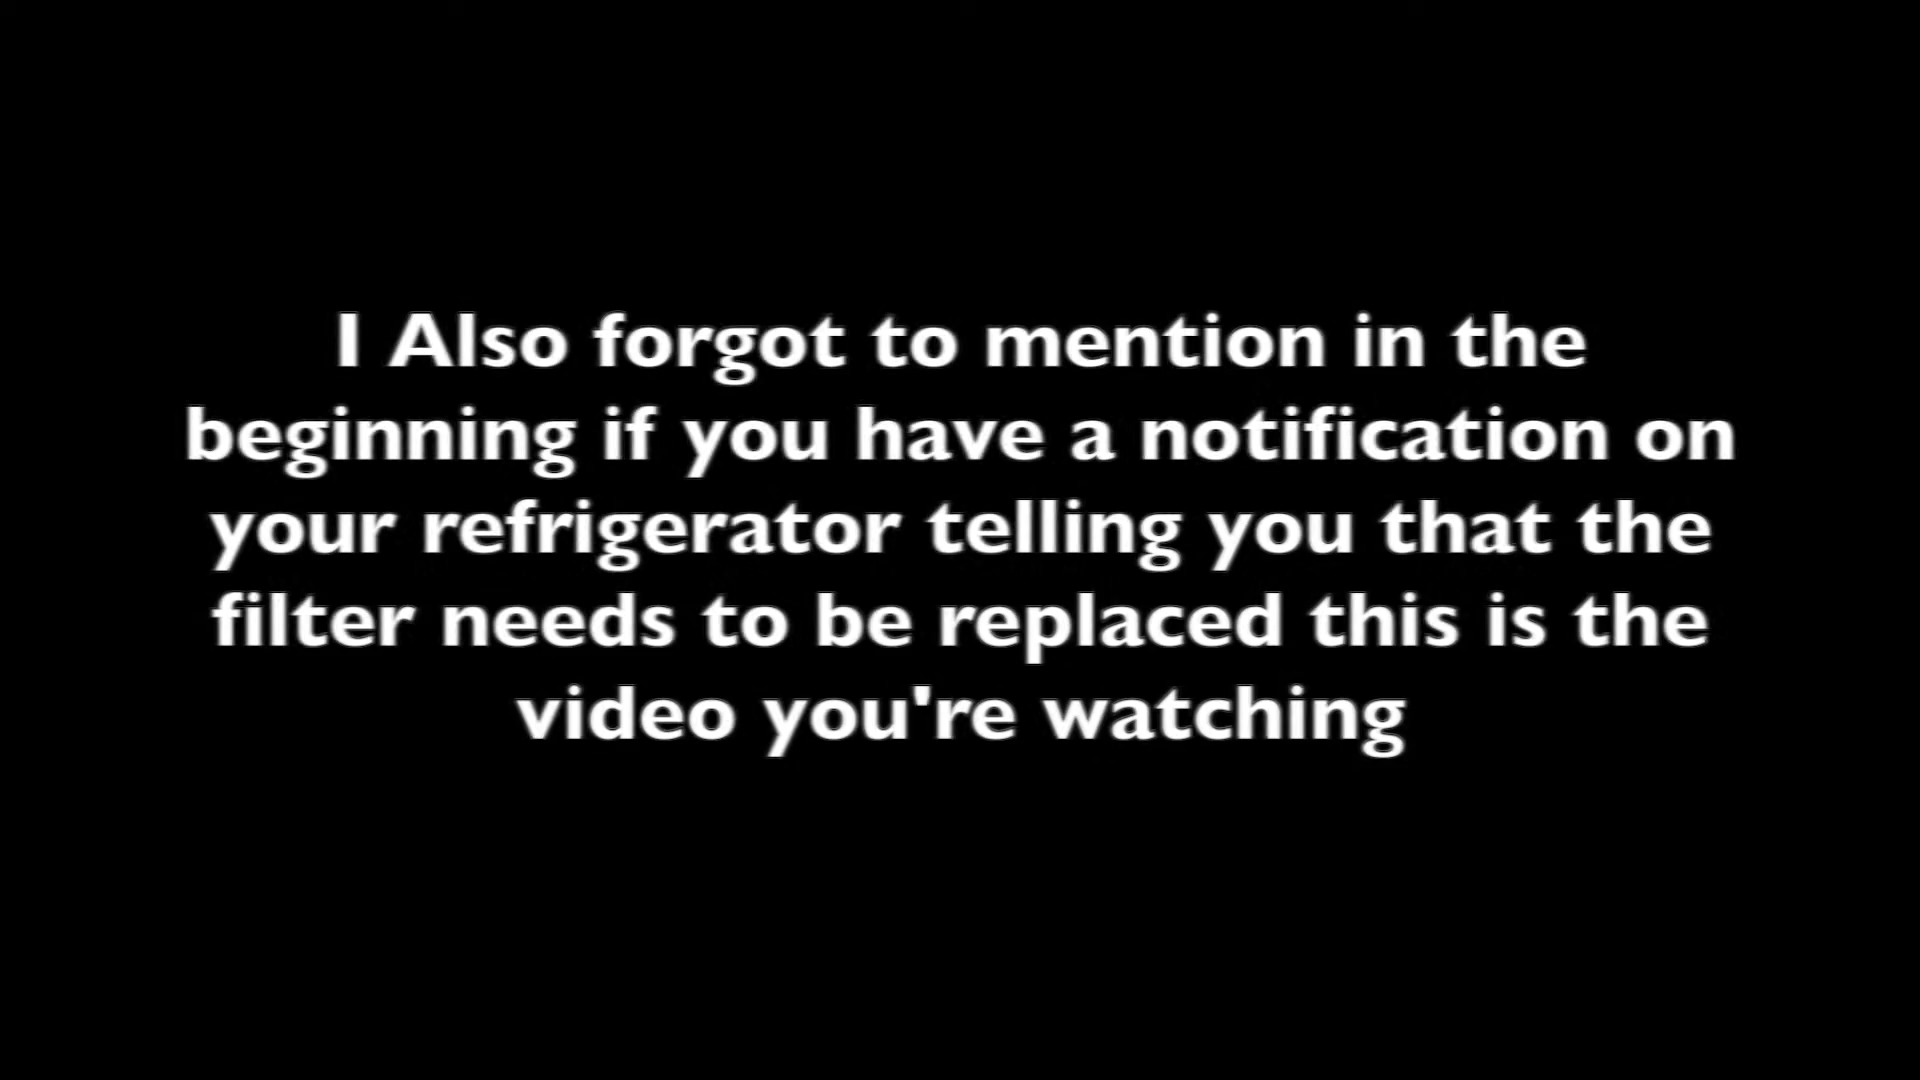 I Also forgot to mention in the
beginning if you have a notification on
your refrigerator telling you that the
filter needs to be replaced this is the
video you're watching